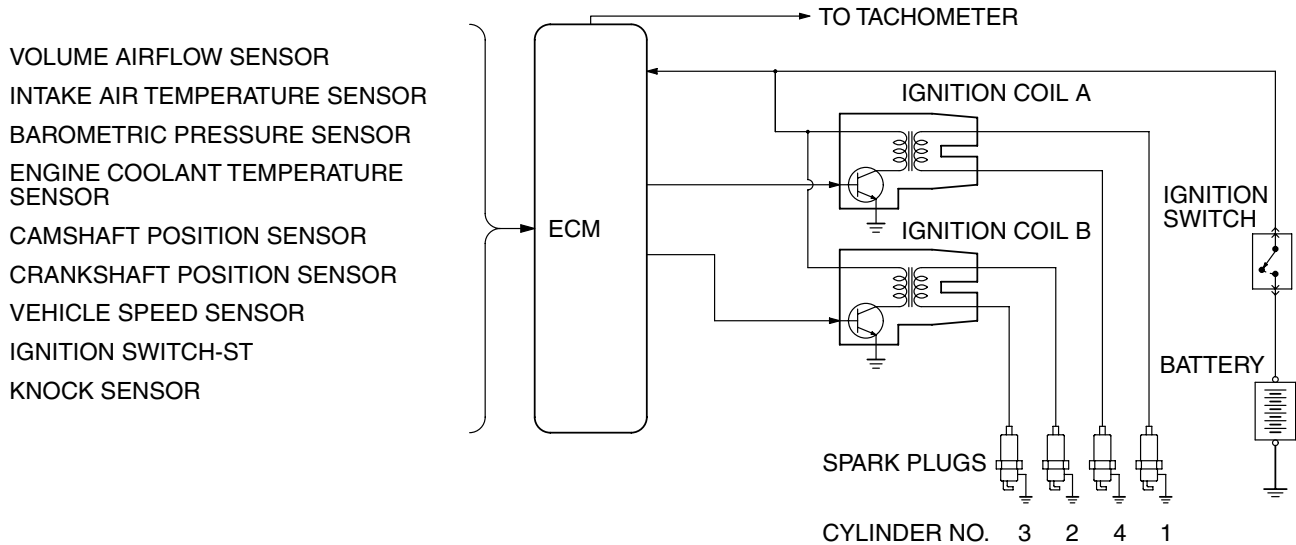 TO TACHOMETER
VOLUME AIRFLOW SENSOR
INTAKE AIR TEMPERATURE SENSOR
BAROMETRIC PRESSURE SENSOR
ENGINE COOLANT TEMPERATURE
SENSOR
CAMSHAFT POSITION SENSOR
CRANKSHAFT POSITION SENSOR
VEHICLE SPEED SENSOR
IGNITION SWITCH-ST
KNOCK SENSOR
ECM
IGNITION COIL A
IGNITION COIL B
IGNITION
SWITCH
BATTERY
SPARK PLUGS
CYLINDER NO. 3 2 4 1